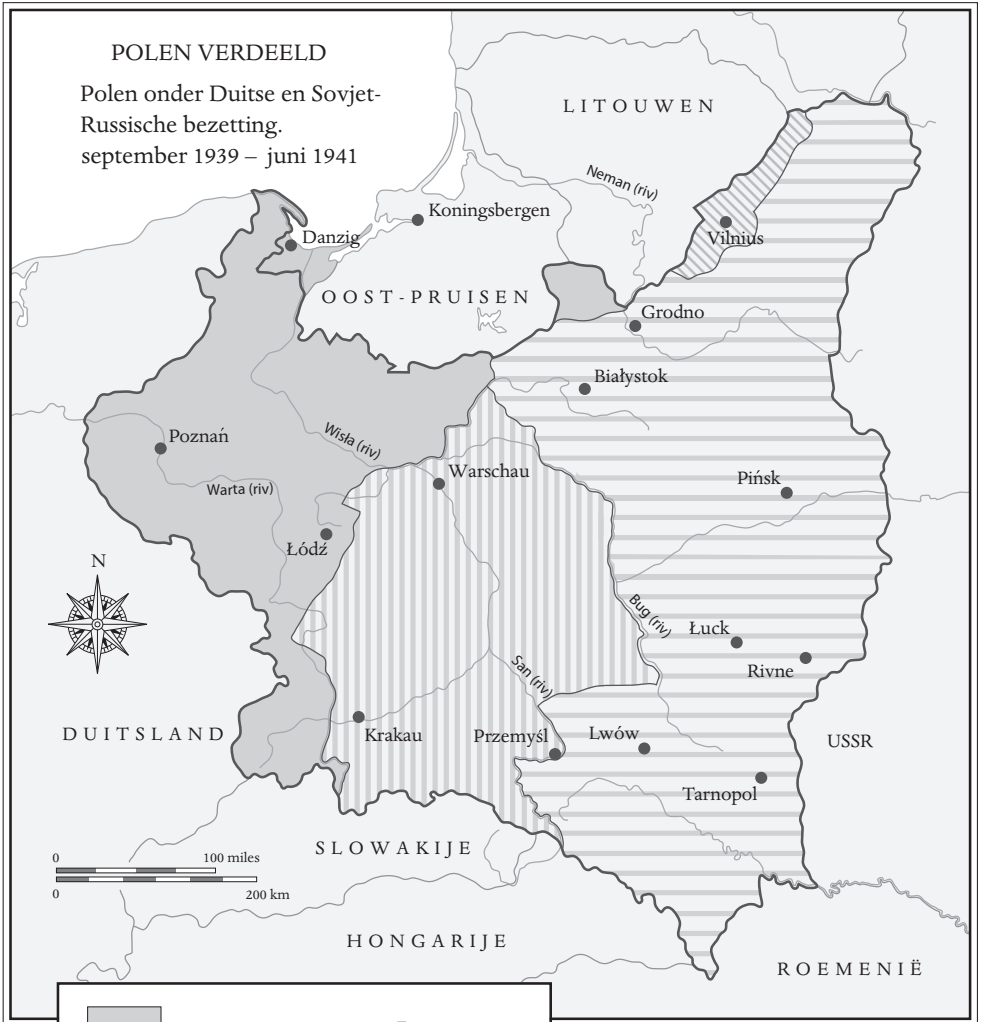 POLEN VERDEELD
Polen onder Duitse en Sovjet-
Russische bezetting.
september 1939 – juni 1941
LITOUWEN
Neman (riv)
Koningsbergen
Danzig
Vilnius
OOST-PRUISEN
Grodno
Białystok
Poznań
Wisła (riv)
Warschau
Warta (riv)
Pińsk
Łódź
N
Bug (riv)
Łuck
Rivne
San (riv)
DUITSLAND
Krakau
Przemyśl
Lwów
USSR
Tarnopol
SLOWAKIJE
0 100 miles
0 200 km
HONGARIJE
ROEMENIË